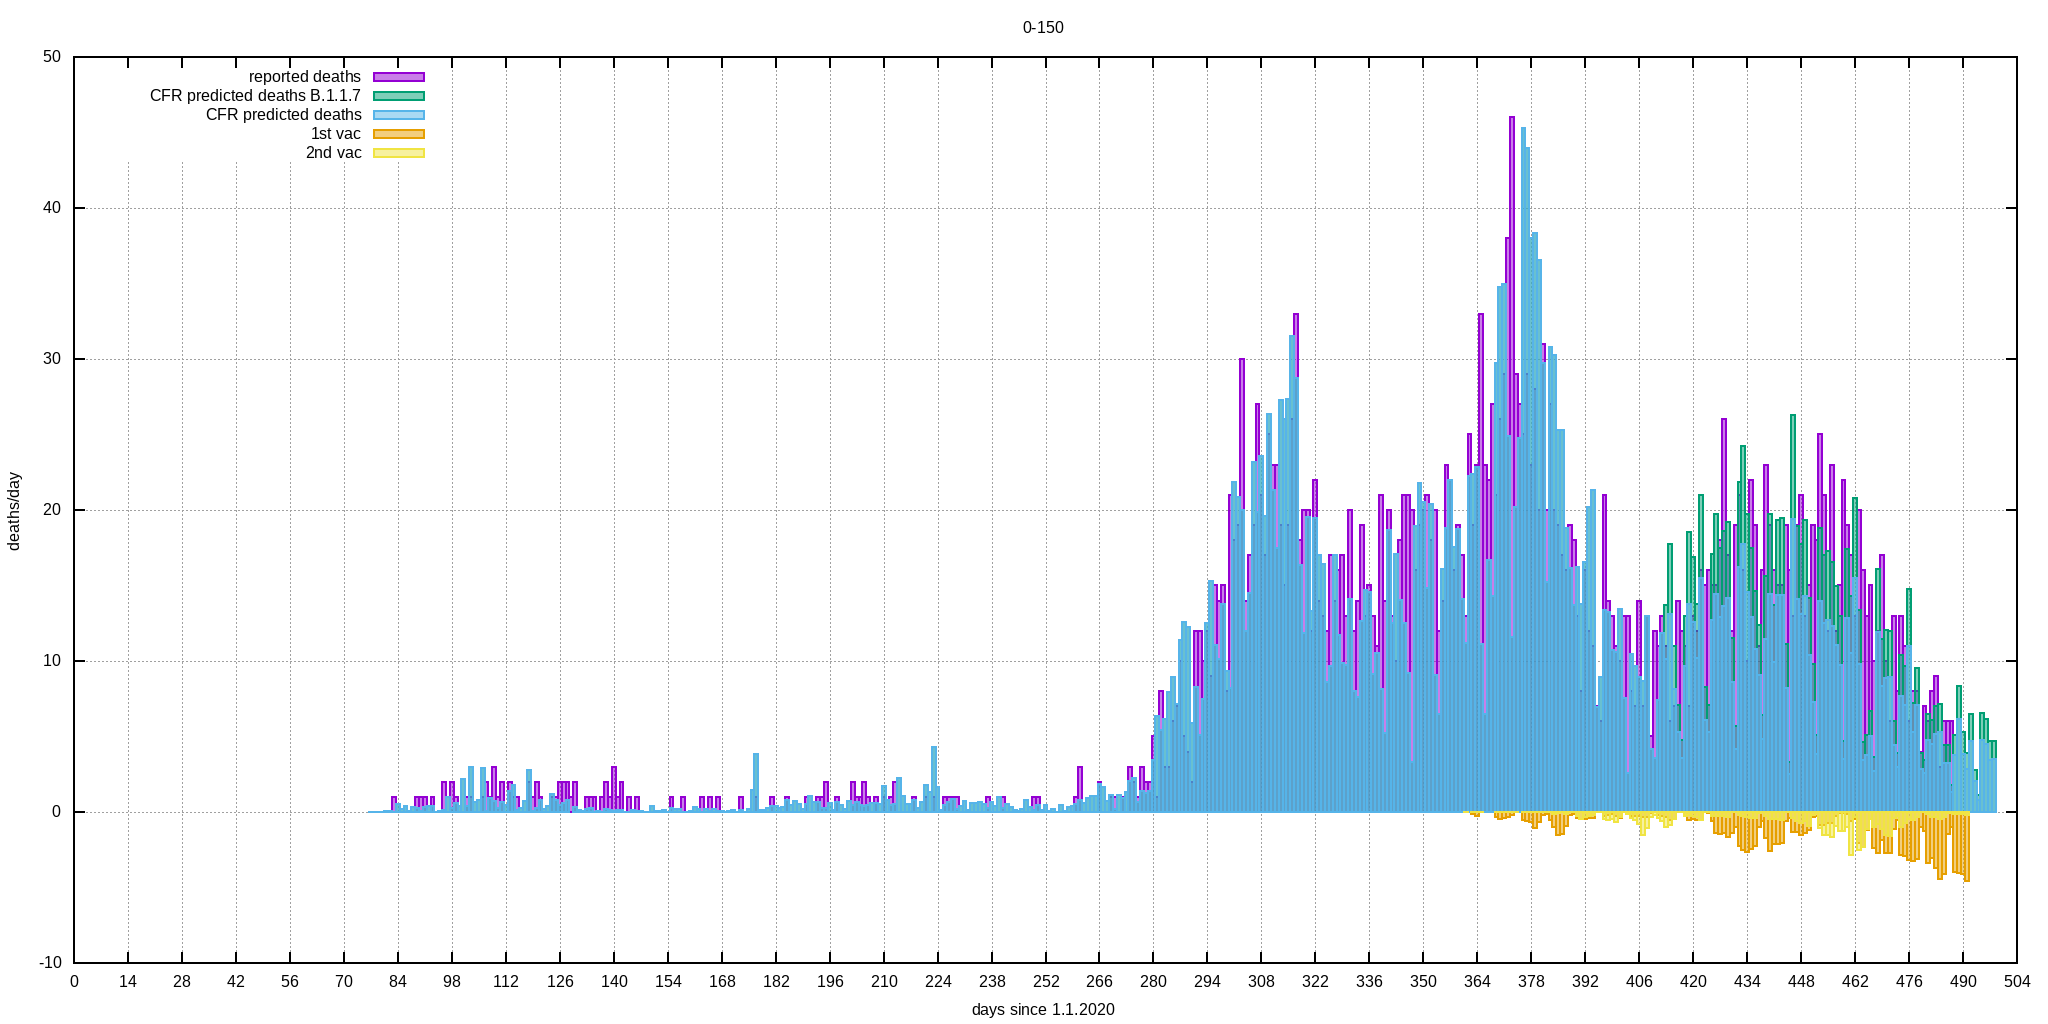 0-150
reported deaths
CFR predicted deaths B.1.1.7
CFR predicted deaths
1st vac
2nd vac
50
40
30
20
10
0
-10
deaths/day
0 14 28 42 56 70 84 98 112 126 140 154 168 182 196 210 224 238 252 266 280 294 308 322 336 350 364 378 392 406 420 434 448 462 476 490 504
days since 1.1.2020